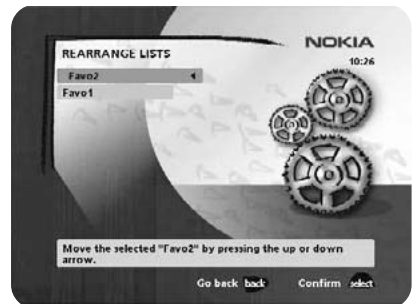 NOKIA
REARRANGE LISTS
10:26
Favo2
Favo1
Move the selected "Favo2" by pressing the up or down
arrow.
Go back back Confirm select